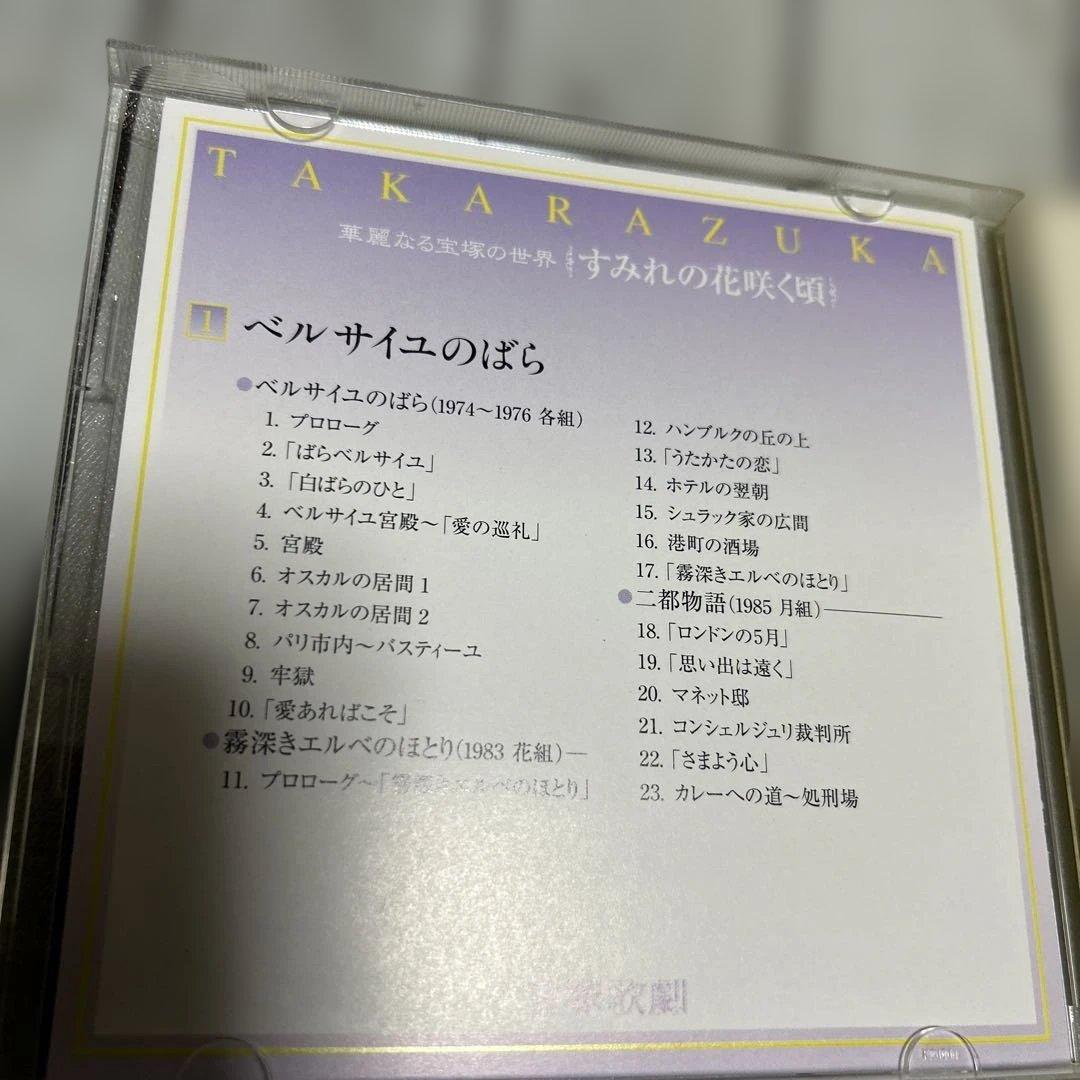 TAKARAZUKA
華麗なる宝塚の世界 すみれの花咲く頃
1 ベルサイユのばら
●ベルサイユのばら(1974～1976 各組)
1. プロローグ
2.「ばらベルサイユ」
3.「白ばらのひと」
4. ベルサイユ宮殿～「愛の巡礼」
5. 宮殿
6. オスカルの居間1
7. オスカルの居間2
8. パリ市内～バスティーユ
9. 牢獄
10.「愛あればこそ」
●霧深きエルベのほとり(1983 花組)
11. プロローグ～「霧深きエルベのほとり」
12. ハンブルクの丘の上
13.「うたかたの恋」
14. ホテルの翌朝
15. シュラック家の広間
16. 港町の酒場
17.「霧深きエルベのほとり」
●二都物語(1985 月組)
18.「ロンドンの5月」
19.「思い出は遠く」
20. マネット邸
21. コンシェルジュリ裁判所
22.「さまよう心」
23. カレーへの道～処刑場
歌劇